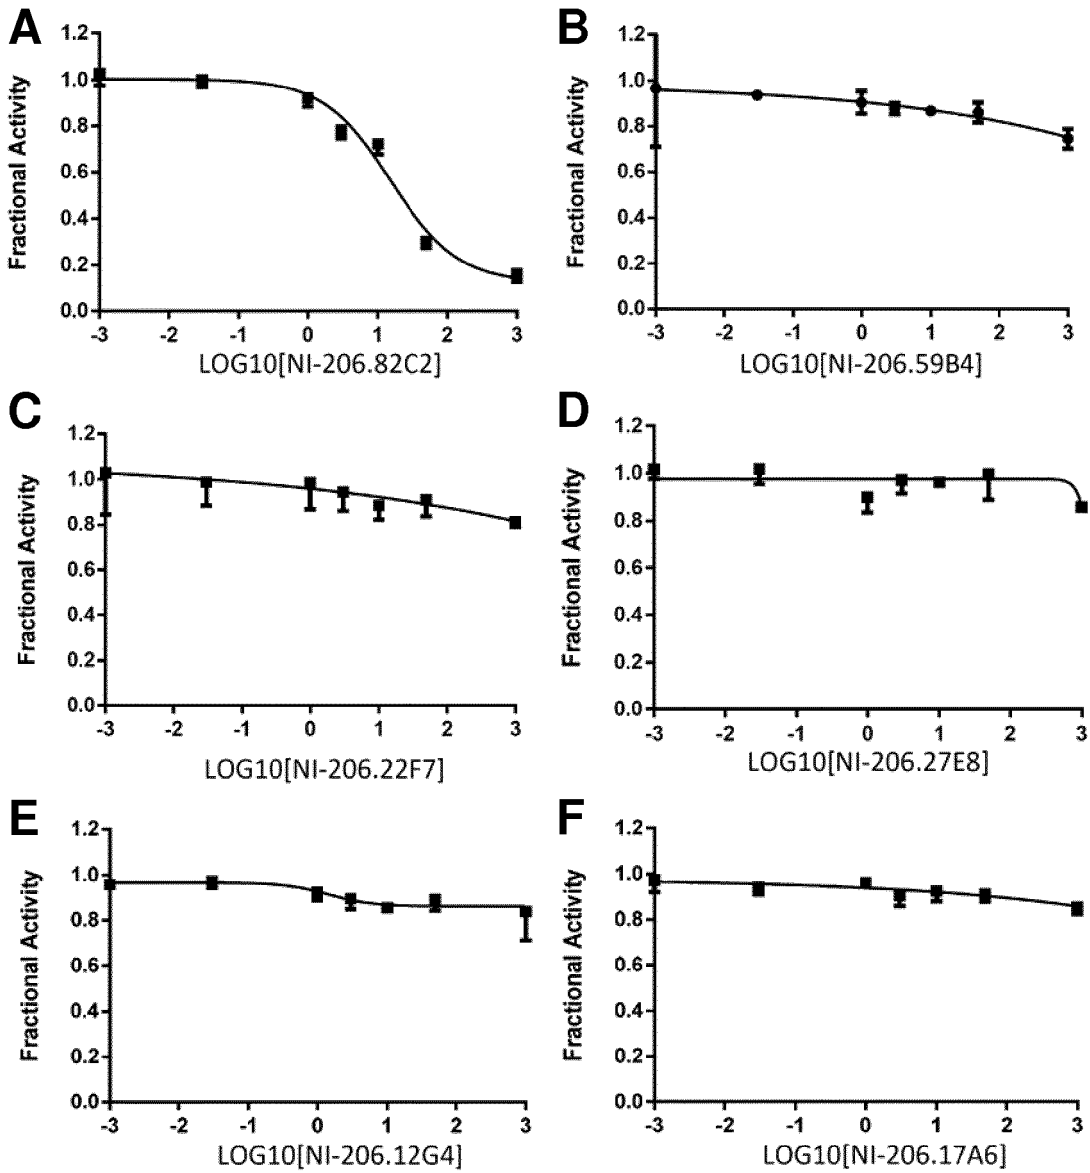 A
Fractional Activity
1.2
1.0
0.8
0.6
0.4
0.2
0.0
-3 -2 -1 0 1 2 3
LOG10[NI-206.82C2]
B
Fractional Activity
1.2
1.0
0.8
0.6
0.4
0.2
0.0
-3 -2 -1 0 1 2 3
LOG10[NI-206.59B4]
C
Fractional Activity
1.2
1.0
0.8
0.6
0.4
0.2
0.0
-3 -2 -1 0 1 2 3
LOG10[NI-206.22F7]
D
Fractional Activity
1.2
1.0
0.8
0.6
0.4
0.2
0.0
-3 -2 -1 0 1 2 3
LOG10[NI-206.27E8]
E
Fractional Activity
1.2
1.0
0.8
0.6
0.4
0.2
0.0
-3 -2 -1 0 1 2 3
LOG10[NI-206.12G4]
F
Fractional Activity
1.2
1.0
0.8
0.6
0.4
0.2
0.0
-3 -2 -1 0 1 2 3
LOG10[NI-206.17A6]